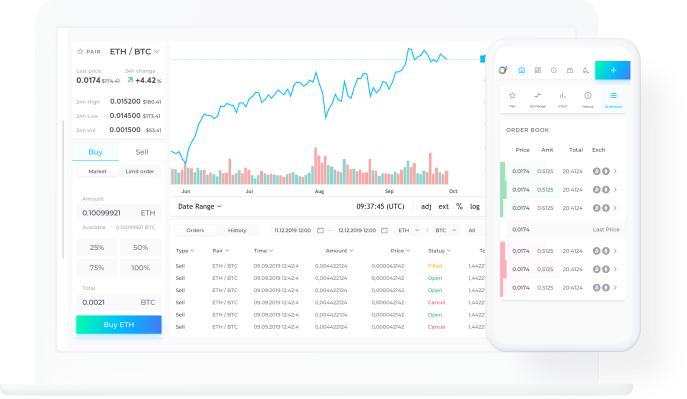 PAIR ETH / BTC
Last price 24h change
0.0174 $174.41 +4.42 %
24h High 0.015200 $180.41
24h Low 0.014500 $173.41
24h Vol 0.001500 $53.41
Buy Sell
Market Limit order
Amount
0.10099921 ETH
Available 0.10099921 BTC
25% 50%
75% 100%
Total
0.0021 BTC
Buy ETH
Jun Jul Aug Sep Oct
Date Range 09:37:45 (UTC) adj ext % log
Orders History 11.12.2019 12:00 — 12.12.2019 12:00 ETH / BTC All
Type Pair Time Amount Price Status To
Sell ETH / BTC 09.09.2019 12:42:4 0,004422124 0,000042142 Filled 1,4422
Sell ETH / BTC 09.09.2019 12:42:4 0,004422124 0,000042142 Open 1,4422
Sell ETH / BTC 09.09.2019 12:42:4 0,004422124 0,000042142 Open 1,4422
Sell ETH / BTC 09.09.2019 12:42:4 0,004422124 0,000042142 Cancel 1,4422
Sell ETH / BTC 09.09.2019 12:42:4 0,004422124 0,000042142 Open 1,4422
Sell ETH / BTC 09.09.2019 12:42:4 0,004422124 0,000042142 Cancel 1,4422
+
Pair Exchange Chart History Orderbook
ORDER BOOK
Price Amt Total Exch
0.0174 0.5125 20.4124
0.0174 0.5125 20.4124
0.0174 0.5125 20.4124
0,0174 Last Price
0.0174 0.5125 20.4124
0.0174 0.5125 20.4124
0.0174 0.5125 20.4124